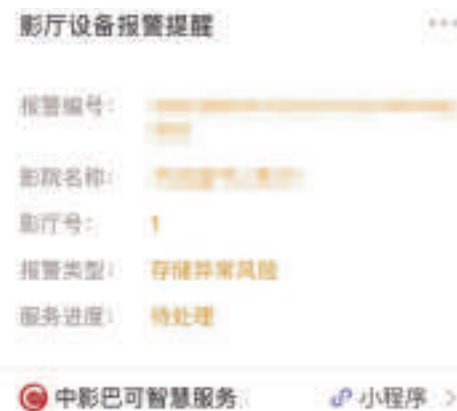 影厅设备报警提醒
报警编号：
影院名称：
影厅号： 1
报警类型： 存储异常风险
服务进度： 待处理
中影巴可智慧服务 小程序